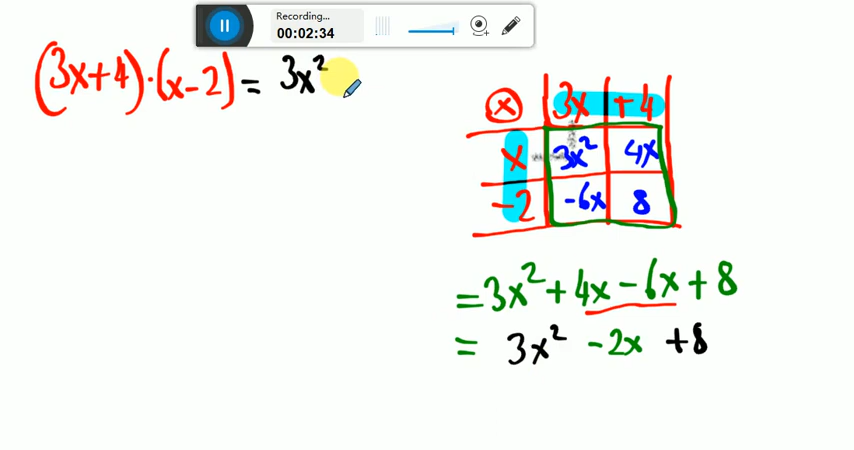 Recording...
00:02:34
(3x+4)·(x-2) = 3x²
x 3x +4
x 3x² 4x
-2 -6x 8
= 3x² + 4x - 6x + 8
= 3x² - 2x + 8